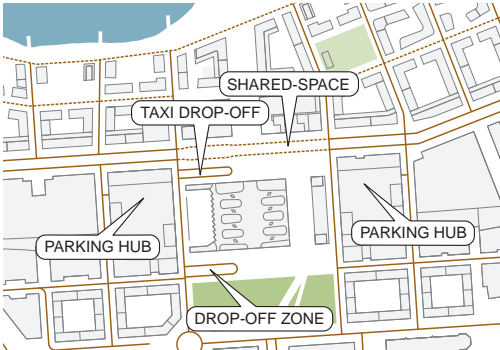 SHARED-SPACE
TAXI DROP-OFF
PARKING HUB
PARKING HUB
DROP-OFF ZONE